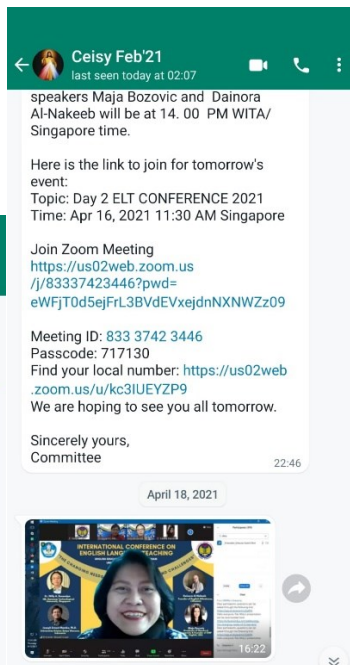 Ceisy Feb'21
last seen today at 02:07
speakers Maja Bozovic and Dainora
Al-Nakeeb will be at 14. 00 PM WITA/
Singapore time.
Here is the link to join for tomorrow's
event:
Topic: Day 2 ELT CONFERENCE 2021
Time: Apr 16, 2021 11:30 AM Singapore
Join Zoom Meeting
https://us02web.zoom.us
/j/83337423446?pwd=
eWFjT0d5ejFrL3BVdEVxejdnNXNWZz09
Meeting ID: 833 3742 3446
Passcode: 717130
Find your local number: https://us02web
.zoom.us/u/kc3IUEYZP9
We are hoping to see you all tomorrow.
Sincerely yours,
Committee
22:46
April 18, 2021
INTERNATIONAL CONFERENCE ON
ENGLISH LANGUAGE TEACHING
16:22